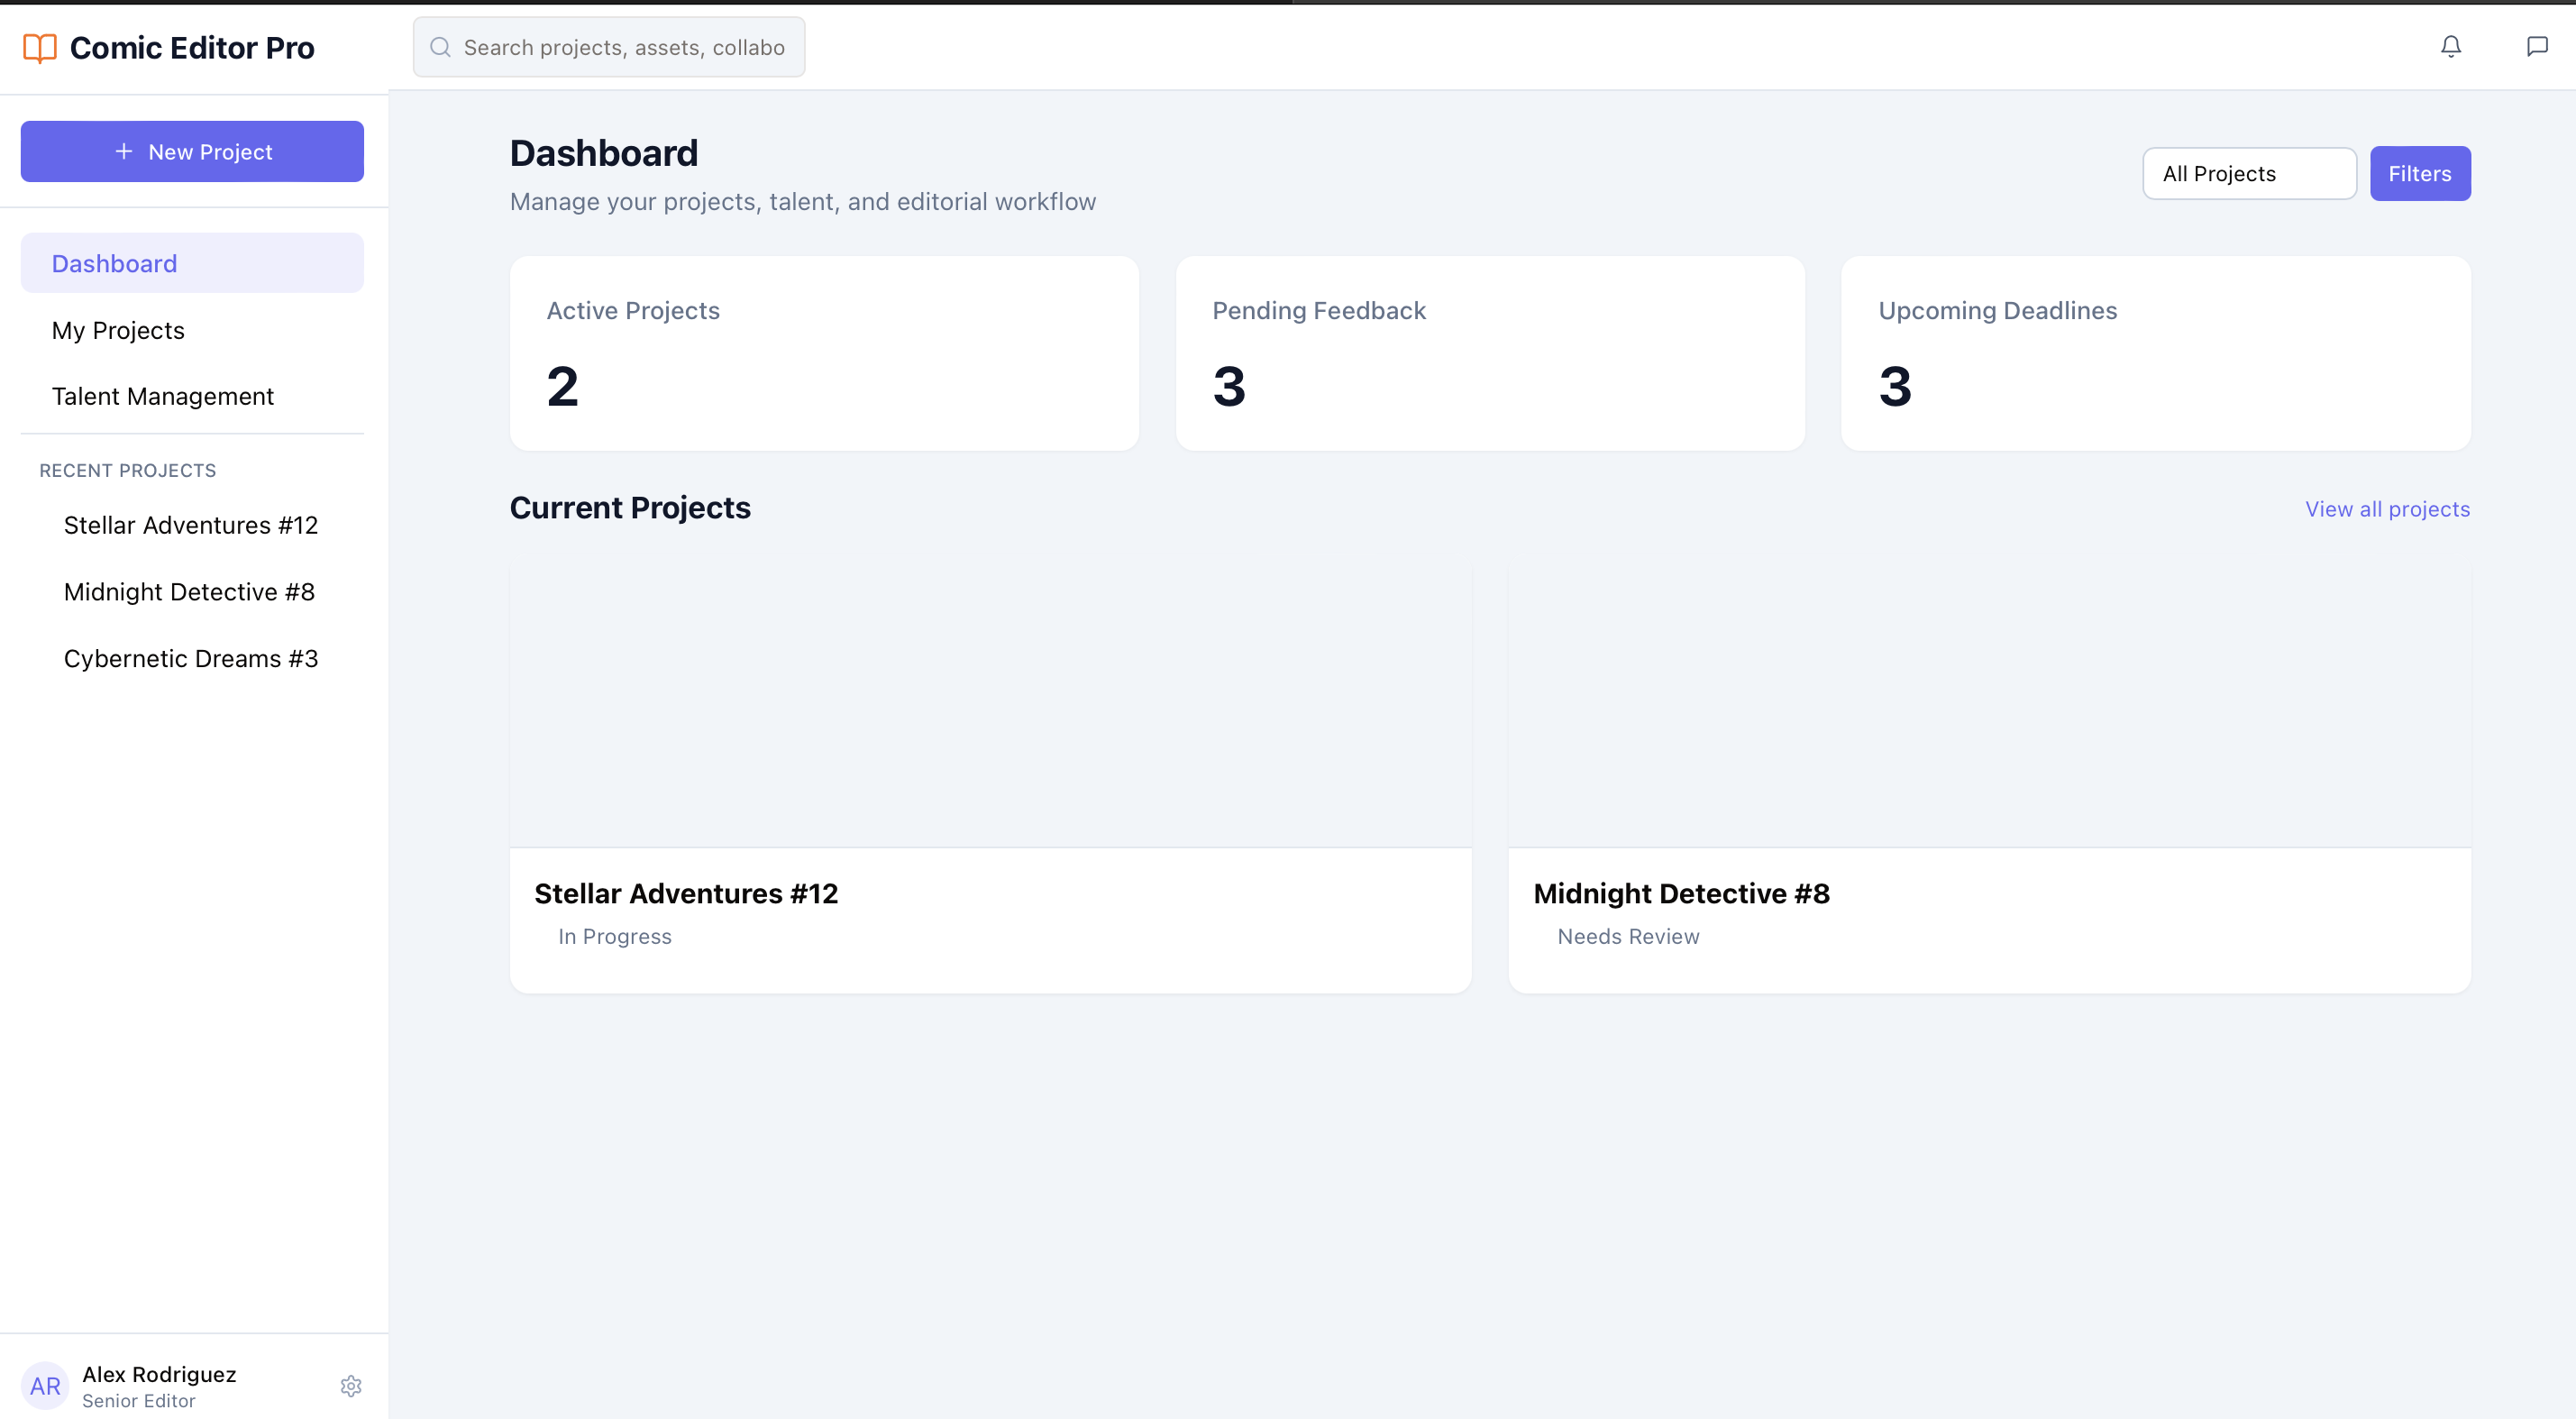 Comic Editor Pro
Search projects, assets, collabo
New Project
Dashboard
My Projects
Talent Management
RECENT PROJECTS
Stellar Adventures #12
Midnight Detective #8
Cybernetic Dreams #3
AR
Alex Rodriguez
Senior Editor
Dashboard
Manage your projects, talent, and editorial workflow
All Projects
Filters
Active Projects
2
Pending Feedback
3
Upcoming Deadlines
3
Current Projects
View all projects
Stellar Adventures #12
In Progress
Midnight Detective #8
Needs Review